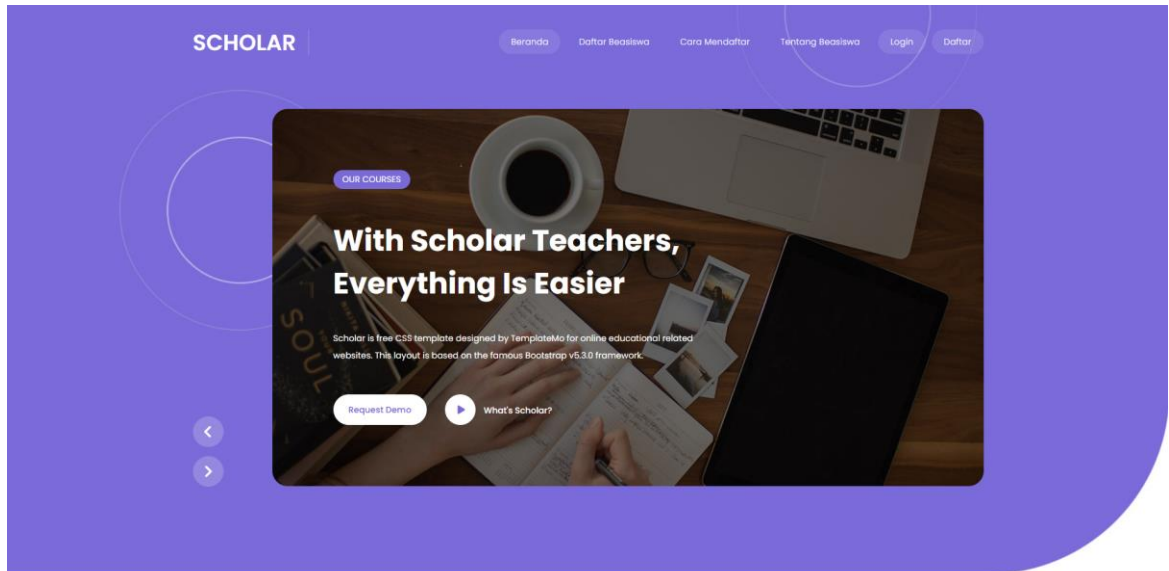 SCHOLAR
Beranda Daftar Beasiswa Cara Mendaftar Tentang Beasiswa Login Daftar
OUR COURSES
With Scholar Teachers,
Everything Is Easier
Scholar is free CSS template designed by TemplateMo for online educational related
websites. This layout is based on the famous Bootstrap v5.3.0 framework.
Request Demo What's Scholar?
SOUL